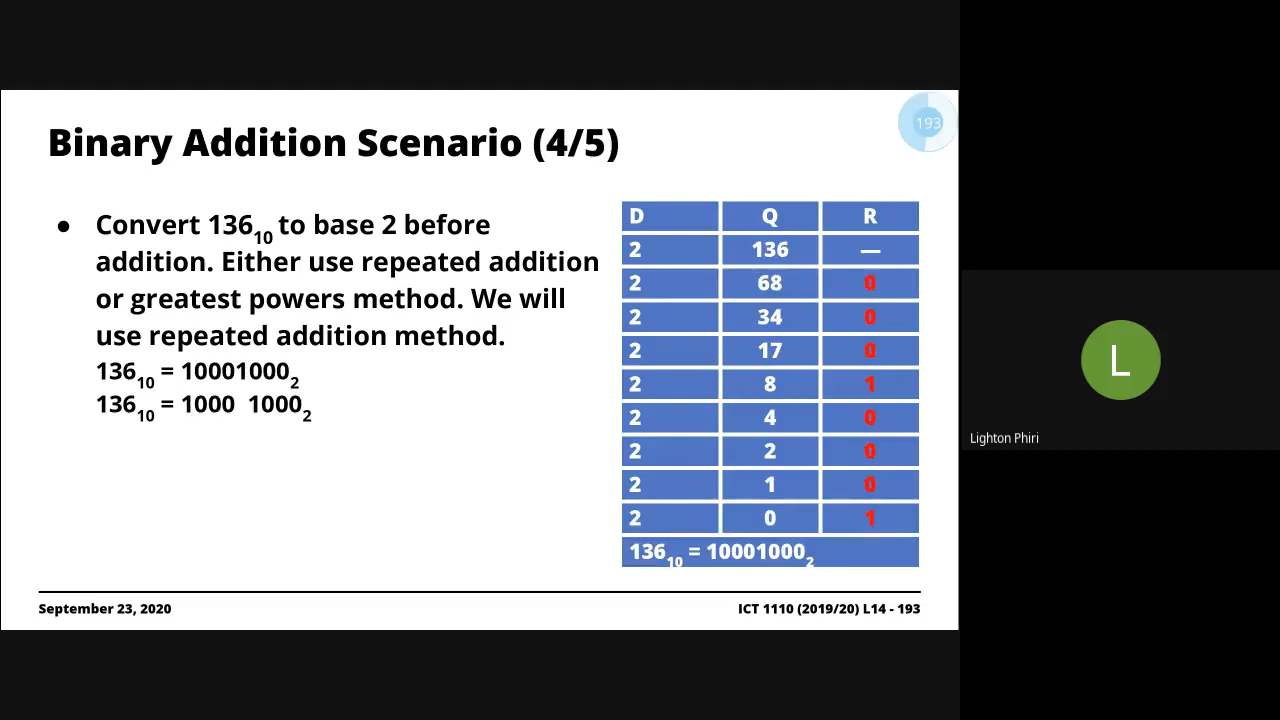 193
Binary Addition Scenario (4/5)
● Convert 136₁₀ to base 2 before
addition. Either use repeated addition
or greatest powers method. We will
use repeated addition method.
136₁₀ = 10001000₂
136₁₀ = 1000 1000₂
D Q R
2 136 —
2 68 0
2 34 0
2 17 0
2 8 1
2 4 0
2 2 0
2 1 0
2 0 1
136₁₀ = 10001000₂
September 23, 2020
ICT 1110 (2019/20) L14 - 193
L
Lighton Phiri